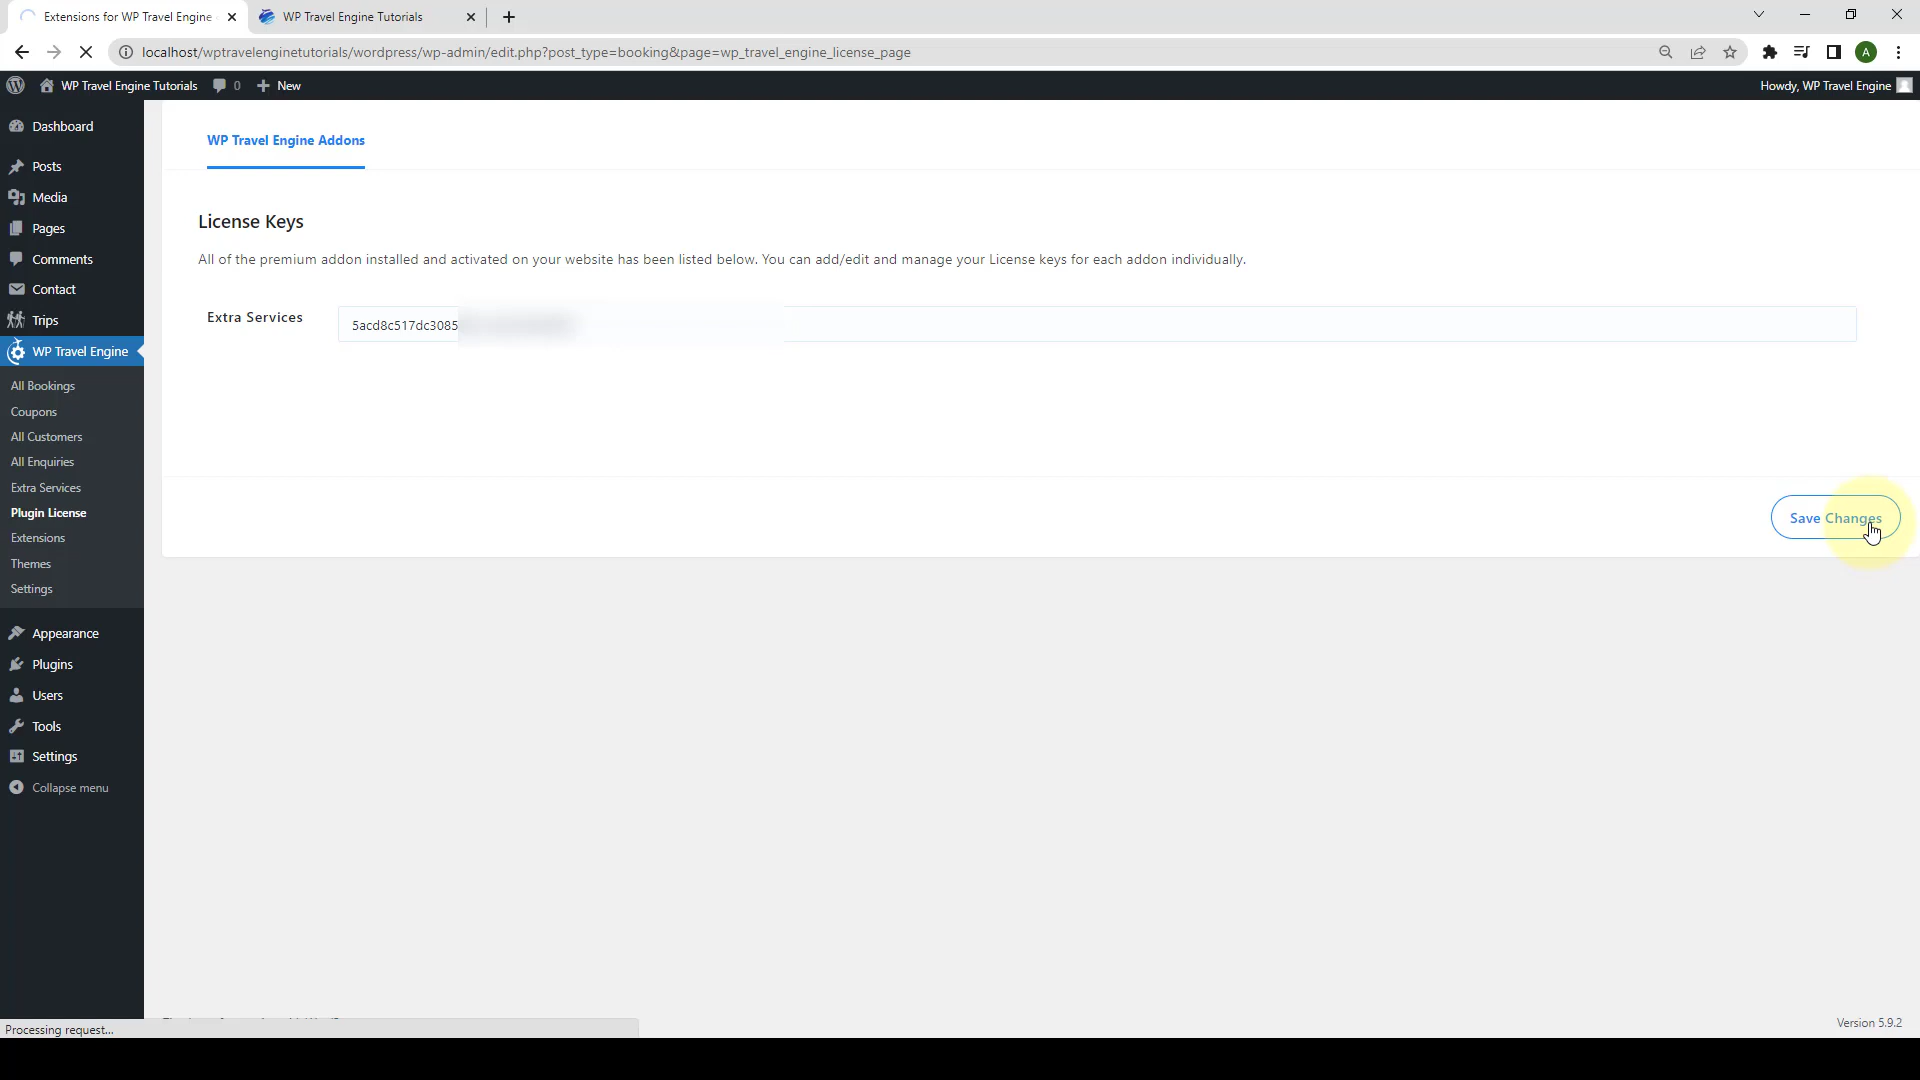 Extensions for WP Travel Engine
WP Travel Engine Tutorials
localhost/wptravelenginetutorials/wordpress/wp-admin/edit.php?post_type=booking&page=wp_travel_engine_license_page
A
WP Travel Engine Tutorials
0
New
Howdy, WP Travel Engine
Dashboard
Posts
Media
Pages
Comments
Contact
Trips
WP Travel Engine
All Bookings
Coupons
All Customers
All Enquiries
Extra Services
Plugin License
Extensions
Themes
Settings
Appearance
Plugins
Users
Tools
Settings
Collapse menu
WP Travel Engine Addons
License Keys
All of the premium addon installed and activated on your website has been listed below. You can add/edit and manage your License keys for each addon individually.
Extra Services
5acd8c517dc3085
Save Changes
Processing request...
Version 5.9.2